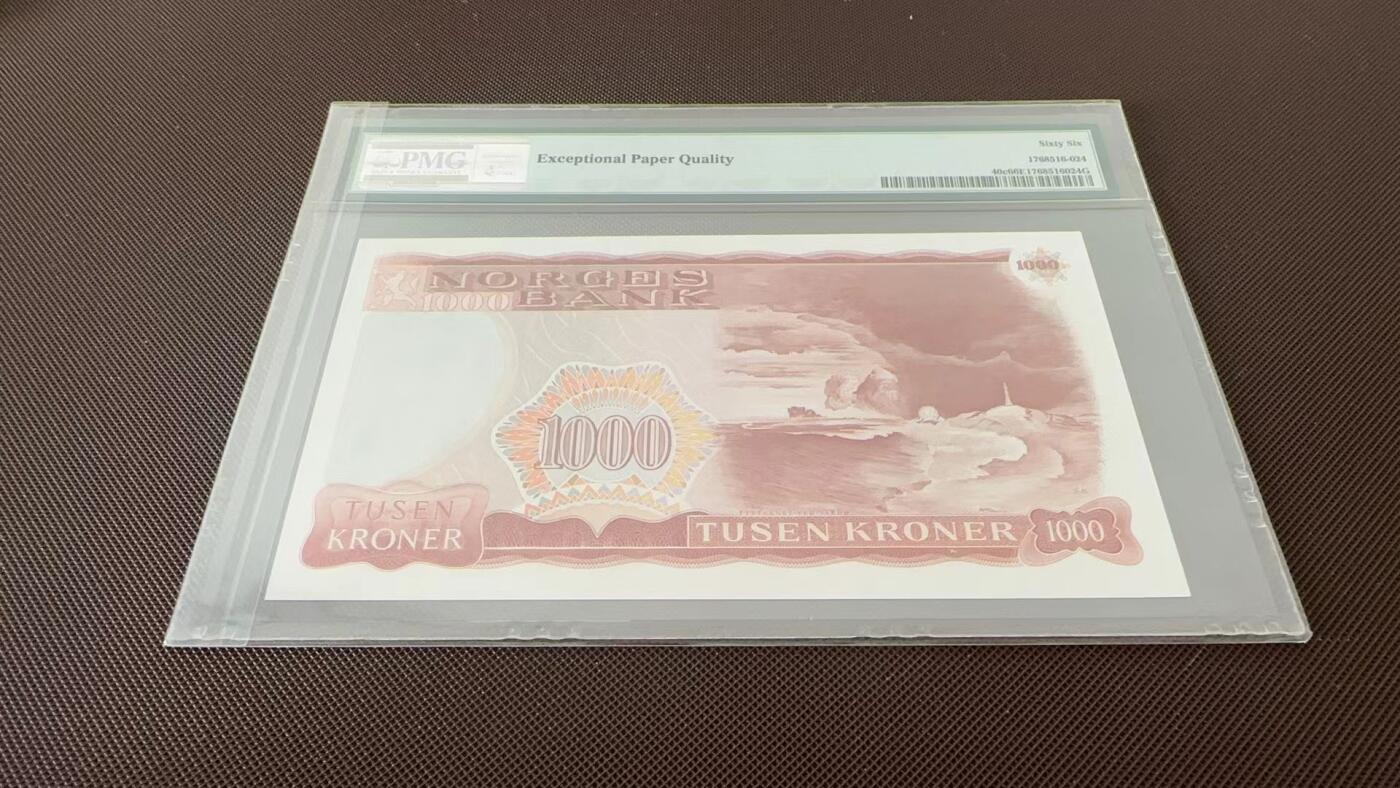 PMG
Exceptional Paper Quality
Sixty Six
1768516-024
40c66E1768516024G
NORGES
1000 BANK
1000
1000
TUSEN
KRONER
TUSEN KRONER
1000